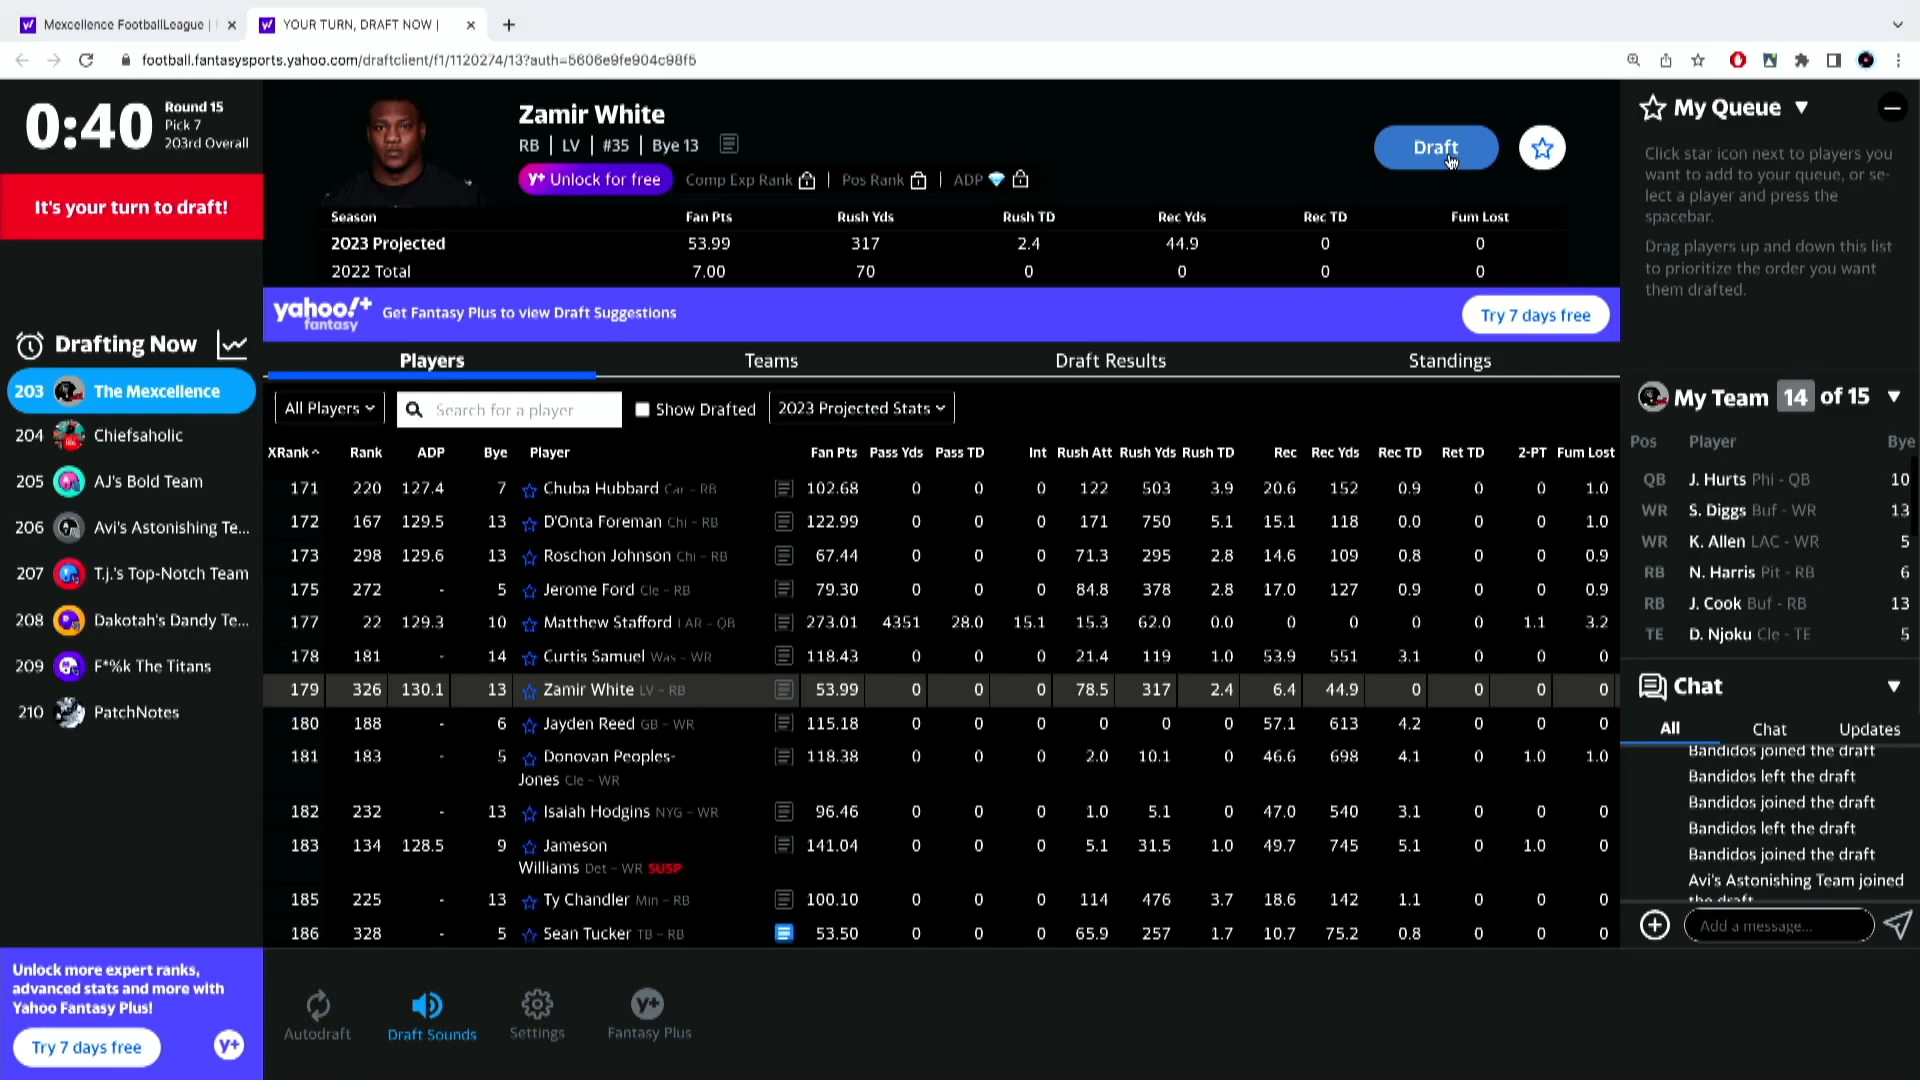 Mexcellence FootballLeague |
YOUR TURN, DRAFT NOW |
football.fantasysports.yahoo.com/draftclient/f1/1120274/13?auth=5606e9fe904c98f5
0:40
Round 15
Pick 7
203rd Overall
It's your turn to draft!
Drafting Now
203 The Mexcellence
204 Chiefsaholic
205 AJ's Bold Team
206 Avi's Astonishing Te...
207 T.j.'s Top-Notch Team
208 Dakotah's Dandy Te...
209 F*%k The Titans
210 PatchNotes
Unlock more expert ranks,
advanced stats and more with
Yahoo Fantasy Plus!
Try 7 days free y+
Zamir White
RB | LV | #35 | Bye 13
y+ Unlock for free Comp Exp Rank | Pos Rank | ADP
Draft
Season Fan Pts Rush Yds Rush TD Rec Yds Rec TD Fum Lost
2023 Projected 53.99 317 2.4 44.9 0 0
2022 Total 7.00 70 0 0 0 0
yahoo!+ fantasy Get Fantasy Plus to view Draft Suggestions Try 7 days free
Players Teams Draft Results Standings
All Players Search for a player Show Drafted 2023 Projected Stats
XRank Rank ADP Bye Player Fan Pts Pass Yds Pass TD Int Rush Att Rush Yds Rush TD Rec Rec Yds Rec TD Ret TD 2-PT Fum Lost
171 220 127.4 7 Chuba Hubbard Car - RB 102.68 0 0 0 122 503 3.9 20.6 152 0.9 0 0 1.0
172 167 129.5 13 D'Onta Foreman Chi - RB 122.99 0 0 0 171 750 5.1 15.1 118 0.0 0 0 1.0
173 298 129.6 13 Roschon Johnson Chi - RB 67.44 0 0 0 71.3 295 2.8 14.6 109 0.8 0 0 0.9
175 272 - 5 Jerome Ford Cle - RB 79.30 0 0 0 84.8 378 2.8 17.0 127 0.9 0 0 0.9
177 22 129.3 10 Matthew Stafford LAR - QB 273.01 4351 28.0 15.1 15.3 62.0 0.0 0 0 0 0 1.1 3.2
178 181 - 14 Curtis Samuel Was - WR 118.43 0 0 0 21.4 119 1.0 53.9 551 3.1 0 0 0
179 326 130.1 13 Zamir White LV - RB 53.99 0 0 0 78.5 317 2.4 6.4 44.9 0 0 0 0
180 188 - 6 Jayden Reed GB - WR 115.18 0 0 0 0 0 0 57.1 613 4.2 0 0 0
181 183 - 5 Donovan Peoples- 118.38 0 0 0 2.0 10.1 0 46.6 698 4.1 0 1.0 1.0
Jones Cle - WR
182 232 - 13 Isaiah Hodgins NYG - WR 96.46 0 0 0 1.0 5.1 0 47.0 540 3.1 0 0 0
183 134 128.5 9 Jameson 141.04 0 0 0 5.1 31.5 1.0 49.7 745 5.1 0 1.0 0
Williams Det - WR SUSP
185 225 - 13 Ty Chandler Min - RB 100.10 0 0 0 114 476 3.7 18.6 142 1.1 0 0 0
186 328 - 5 Sean Tucker TB - RB 53.50 0 0 0 65.9 257 1.7 10.7 75.2 0.8 0 0 0
Autodraft Draft Sounds Settings Fantasy Plus
My Queue
Click star icon next to players you
want to add to your queue, or se-
lect a player and press the
spacebar.
Drag players up and down this list
to prioritize the order you want
them drafted.
My Team 14 of 15
Pos Player Bye
QB J. Hurts Phi - QB 10
WR S. Diggs Buf - WR 13
WR K. Allen LAC - WR 5
RB N. Harris Pit - RB 6
RB J. Cook Buf - RB 13
TE D. Njoku Cle - TE 5
Chat
All Chat Updates
Bandidos joined the draft
Bandidos left the draft
Bandidos joined the draft
Bandidos left the draft
Bandidos joined the draft
Avi's Astonishing Team joined
the draft
Add a message...